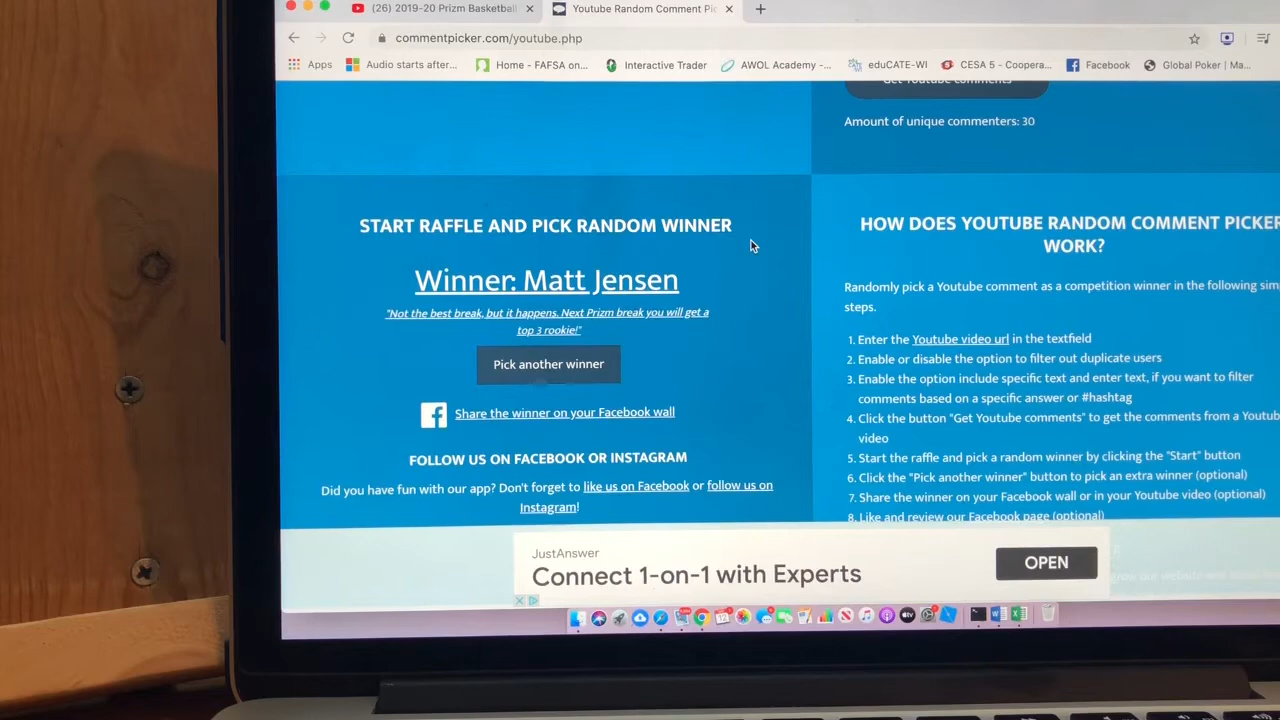 (26) 2019-20 Prizm Basketball
Youtube Random Comment Pic
commentpicker.com/youtube.php
Apps
Audio starts after...
Home - FAFSA on...
Interactive Trader
AWOL Academy -...
eduCATE-WI
CESA 5 - Coopera...
Facebook
Global Poker | Ma...
Get Youtube comments
Amount of unique commenters: 30
START RAFFLE AND PICK RANDOM WINNER
Winner: Matt Jensen
"Not the best break, but it happens. Next Prizm break you will get a
top 3 rookie!"
Pick another winner
Share the winner on your Facebook wall
FOLLOW US ON FACEBOOK OR INSTAGRAM
Did you have fun with our app? Don't forget to like us on Facebook or follow us on
Instagram!
HOW DOES YOUTUBE RANDOM COMMENT PICKER
WORK?
Randomly pick a Youtube comment as a competition winner in the following sim
steps.
1. Enter the Youtube video url in the textfield
2. Enable or disable the option to filter out duplicate users
3. Enable the option include specific text and enter text, if you want to filter
comments based on a specific answer or #hashtag
4. Click the button "Get Youtube comments" to get the comments from a Youtub
video
5. Start the raffle and pick a random winner by clicking the "Start" button
6. Click the "Pick another winner" button to pick an extra winner (optional)
7. Share the winner on your Facebook wall or in your Youtube video (optional)
8. Like and review our Facebook page (optional)
JustAnswer
Connect 1-on-1 with Experts
OPEN